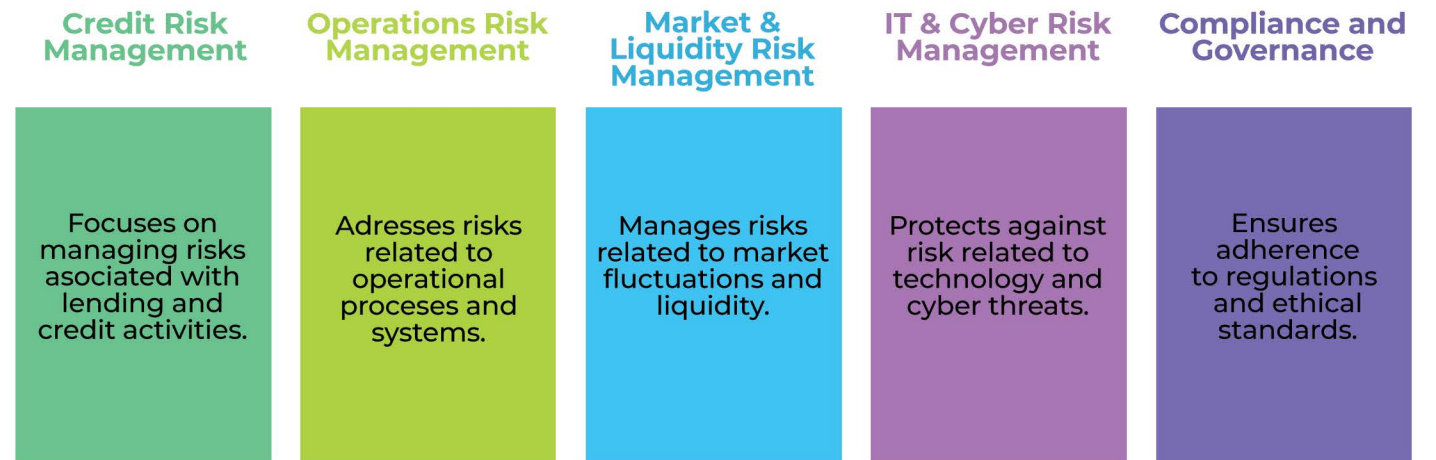 Credit Risk
Management
Focuses on
managing risks
asociated with
lending and
credit activities.
Operations Risk
Management
Adresses risks
related to
operational
proceses and
systems.
Market &
Liquidity Risk
Management
Manages risks
related to market
fluctuations and
liquidity.
IT & Cyber Risk
Management
Protects against
risk related to
technology and
cyber threats.
Compliance and
Governance
Ensures
adherence
to regulations
and ethical
standards.